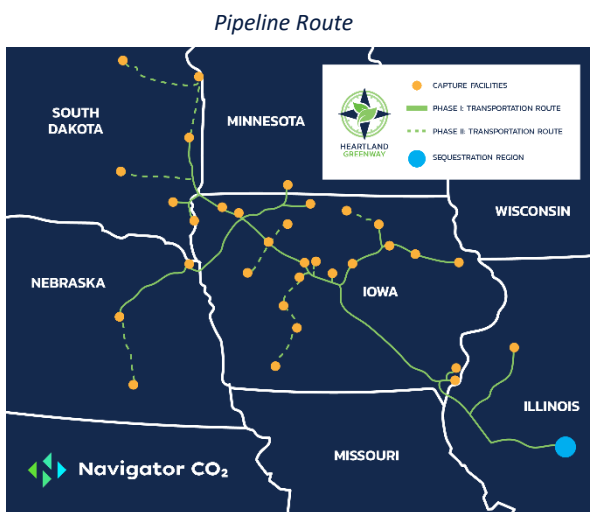 Pipeline Route
SOUTH
DAKOTA
MINNESOTA
HEARTLAND
GREENWAY
CAPTURE FACILITIES
PHASE I: TRANSPORTATION ROUTE
PHASE II: TRANSPORTATION ROUTE
SEQUESTRATION REGION
WISCONSIN
NEBRASKA
IOWA
ILLINOIS
MISSOURI
Navigator CO₂